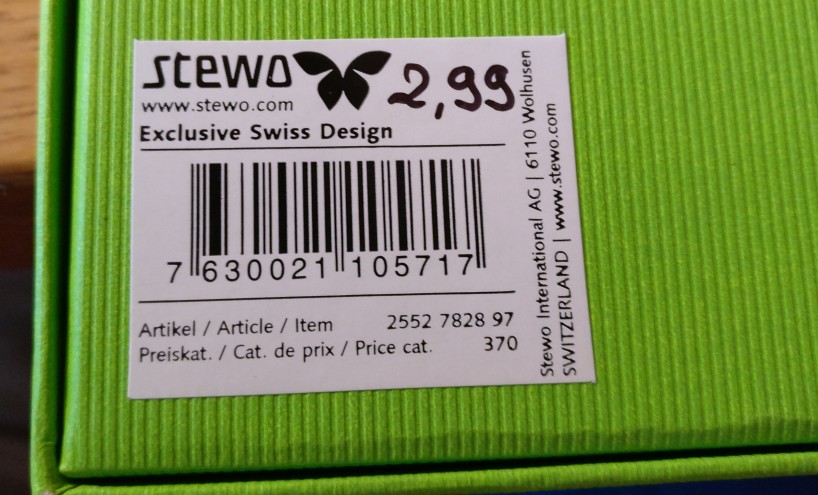 stewo 2,99
www.stewo.com
Exclusive Swiss Design
7 630021 105717
Artikel / Article / Item 2552 7828 97
Preiskat. / Cat. de prix / Price cat. 370
Stewo International AG | 6110 Wolhusen
SWITZERLAND | www.stewo.com